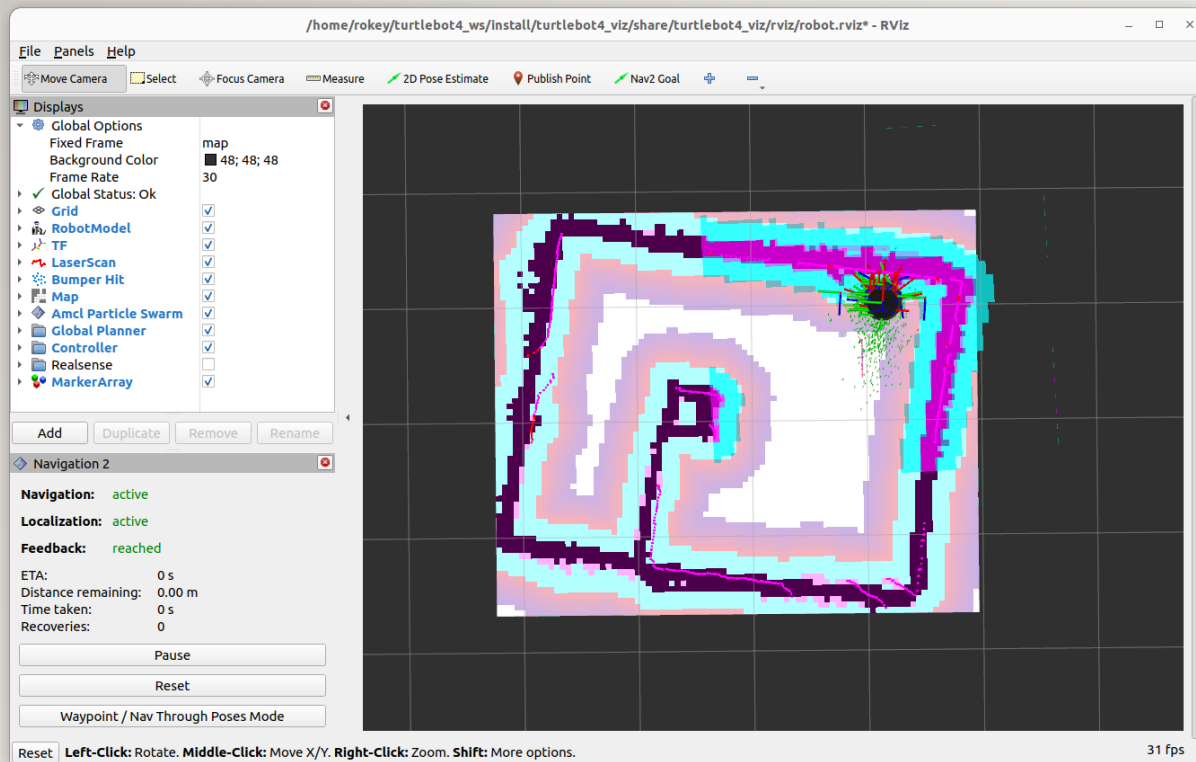 /home/rokey/turtlebot4_ws/install/turtlebot4_viz/share/turtlebot4_viz/rviz/robot.rviz* - RViz
File Panels Help
Move Camera Select Focus Camera Measure 2D Pose Estimate Publish Point Nav2 Goal
Displays
Global Options
Fixed Frame map
Background Color 48; 48; 48
Frame Rate 30
Global Status: Ok
Grid
RobotModel
TF
LaserScan
Bumper Hit
Map
Amcl Particle Swarm
Global Planner
Controller
Realsense
MarkerArray
Add Duplicate Remove Rename
Navigation 2
Navigation: active
Localization: active
Feedback: reached
ETA: 0 s
Distance remaining: 0.00 m
Time taken: 0 s
Recoveries: 0
Pause
Reset
Waypoint / Nav Through Poses Mode
Reset Left-Click: Rotate. Middle-Click: Move X/Y. Right-Click: Zoom. Shift: More options. 31 fps